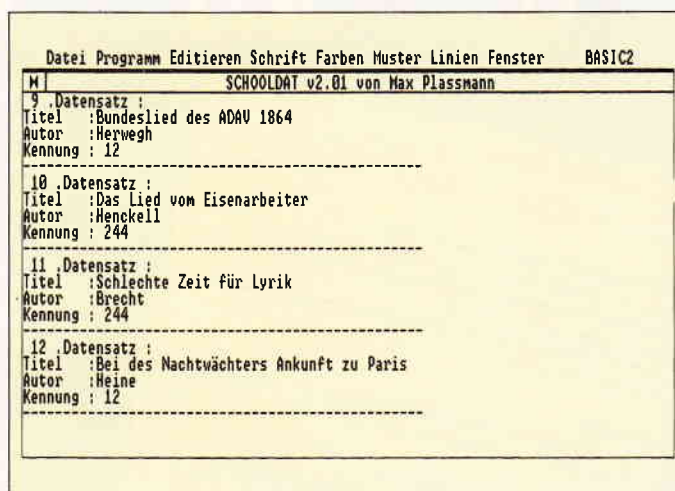 Datei Programm Editieren Schrift Farben Muster Linien Fenster BASIC2
SCHOOLDAT v2.01 von Max Plassmann
9 .Datensatz :
Titel :Bundeslied des ADAV 1864
Autor :Herwegh
Kennung : 12
--------------------------------------------------
10 .Datensatz :
Titel :Das Lied vom Eisenarbeiter
Autor :Henckell
Kennung : 244
--------------------------------------------------
11 .Datensatz :
Titel :Schlechte Zeit für Lyrik
Autor :Brecht
Kennung : 244
--------------------------------------------------
12 .Datensatz :
Titel :Bei des Nachtwächters Ankunft zu Paris
Autor :Heine
Kennung : 12
--------------------------------------------------